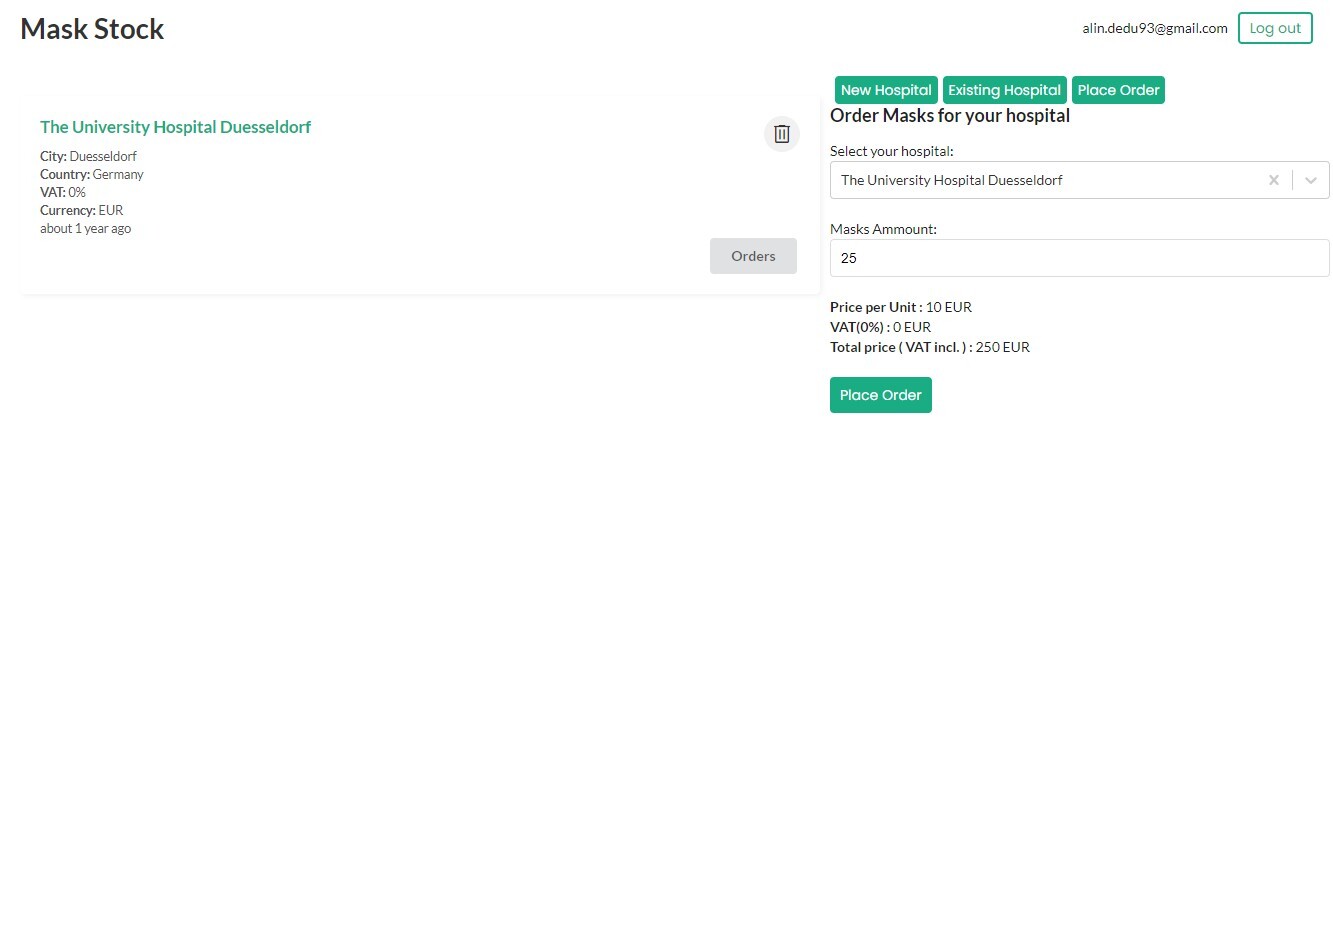 Mask Stock
alin.dedu93@gmail.com
Log out
The University Hospital Duesseldorf
City: Duesseldorf
Country: Germany
VAT: 0%
Currency: EUR
about 1 year ago
Orders
New Hospital
Existing Hospital
Place Order
Order Masks for your hospital
Select your hospital:
The University Hospital Duesseldorf
Masks Ammount:
25
Price per Unit : 10 EUR
VAT(0%) : 0 EUR
Total price ( VAT incl. ) : 250 EUR
Place Order